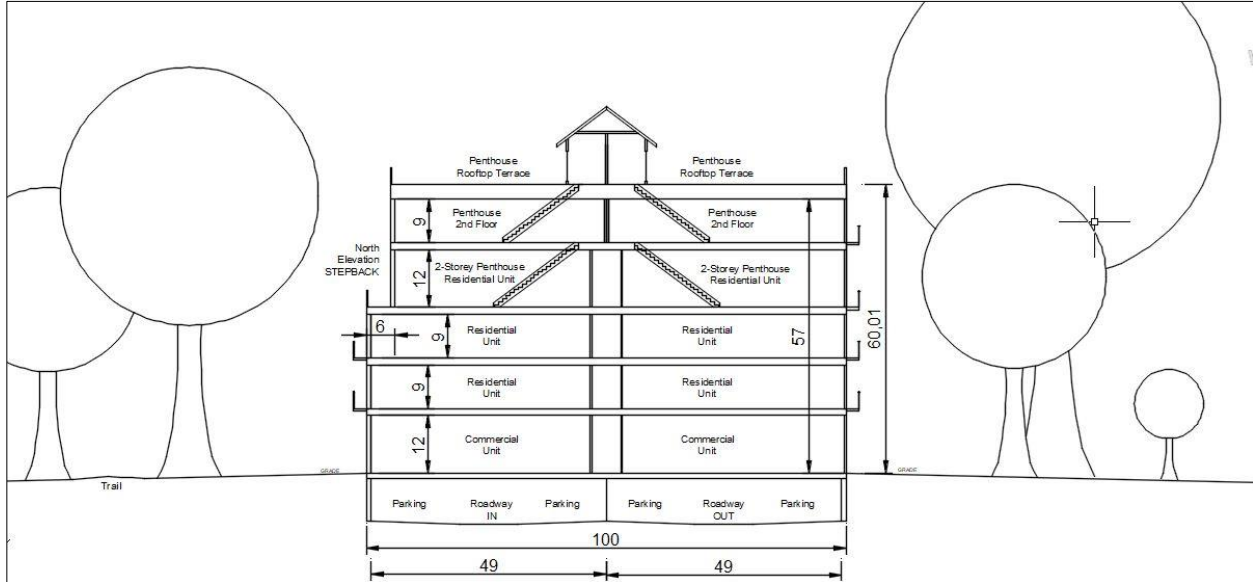 Penthouse
Rooftop Terrace
Penthouse
Rooftop Terrace
9
Penthouse
2nd Floor
Penthouse
2nd Floor
North
Elevation
STEPBACK
12
2-Storey Penthouse
Residential Unit
2-Storey Penthouse
Residential Unit
6
9
Residential
Unit
Residential
Unit
57
60,01
9
Residential
Unit
Residential
Unit
12
Commercial
Unit
Commercial
Unit
GRADE
GRADE
Trail
Parking
Roadway
IN
Parking
Parking
Roadway
OUT
Parking
100
49
49